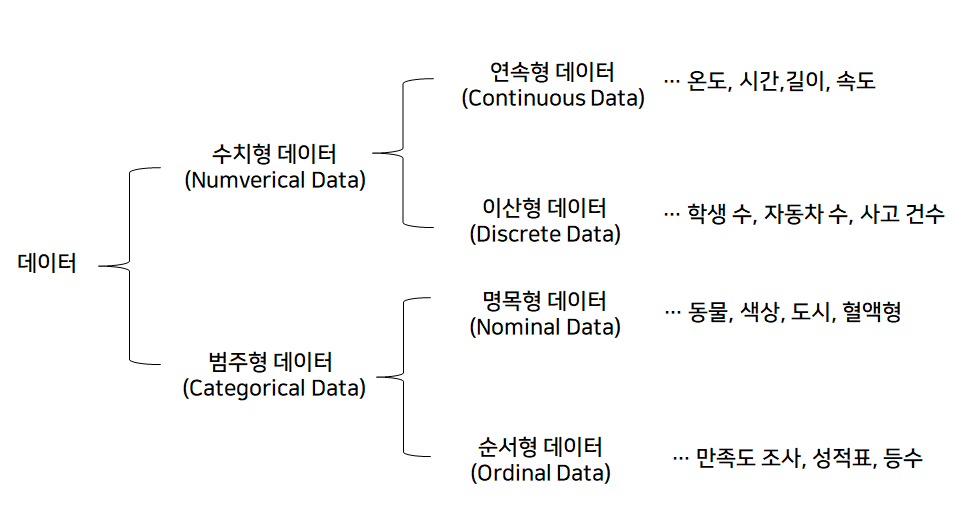 연속형 데이터
(Continuous Data)
… 온도, 시간,길이, 속도
수치형 데이터
(Numverical Data)
이산형 데이터
(Discrete Data)
… 학생 수, 자동차 수, 사고 건수
데이터
명목형 데이터
(Nominal Data)
… 동물, 색상, 도시, 혈액형
범주형 데이터
(Categorical Data)
순서형 데이터
(Ordinal Data)
… 만족도 조사, 성적표, 등수